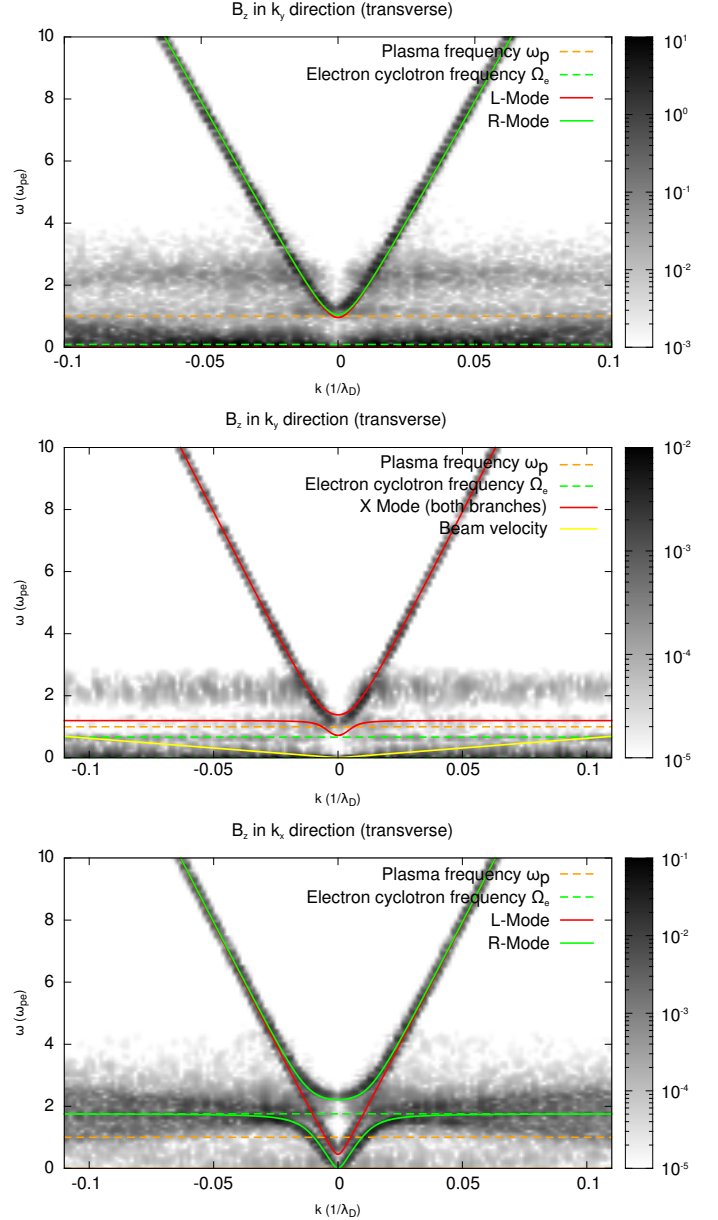 B_z in k_y direction (transverse)
Plasma frequency ω_p
Electron cyclotron frequency Ω_e
L-Mode
R-Mode
ω (ω_pe)
10
8
6
4
2
0
-0.1
-0.05
0
0.05
0.1
k (1/λ_D)
10^1
10^0
10^-1
10^-2
10^-3
B_z in k_y direction (transverse)
Plasma frequency ω_p
Electron cyclotron frequency Ω_e
X Mode (both branches)
Beam velocity
ω (ω_pe)
10
8
6
4
2
0
-0.1
-0.05
0
0.05
0.1
k (1/λ_D)
10^-2
10^-3
10^-4
10^-5
B_z in k_x direction (transverse)
Plasma frequency ω_p
Electron cyclotron frequency Ω_e
L-Mode
R-Mode
ω (ω_pe)
10
8
6
4
2
0
-0.1
-0.05
0
0.05
0.1
k (1/λ_D)
10^-1
10^-2
10^-3
10^-4
10^-5